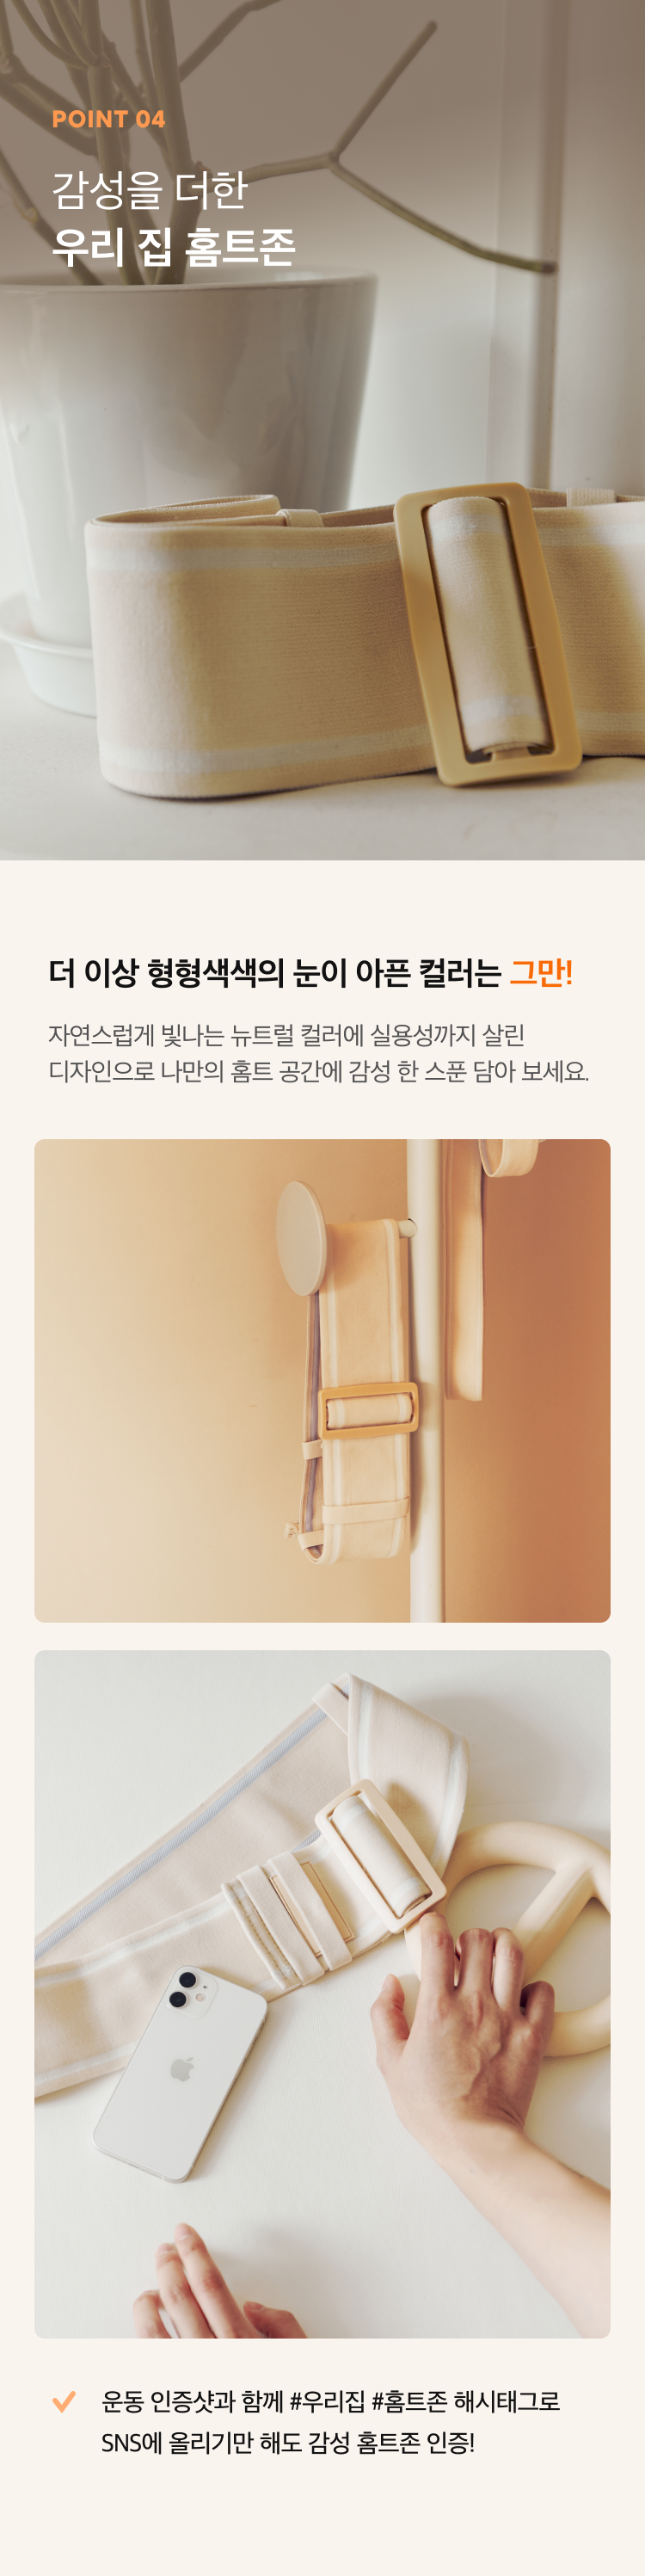 POINT 04
감성을 더한
우리 집 홈트존
더 이상 형형색색의 눈이 아픈 컬러는 그만!
자연스럽게 빛나는 뉴트럴 컬러에 실용성까지 살린
디자인으로 나만의 홈트 공간에 감성 한 스푼 담아 보세요.
운동 인증샷과 함께 #우리집 #홈트존 해시태그로
SNS에 올리기만 해도 감성 홈트존 인증!